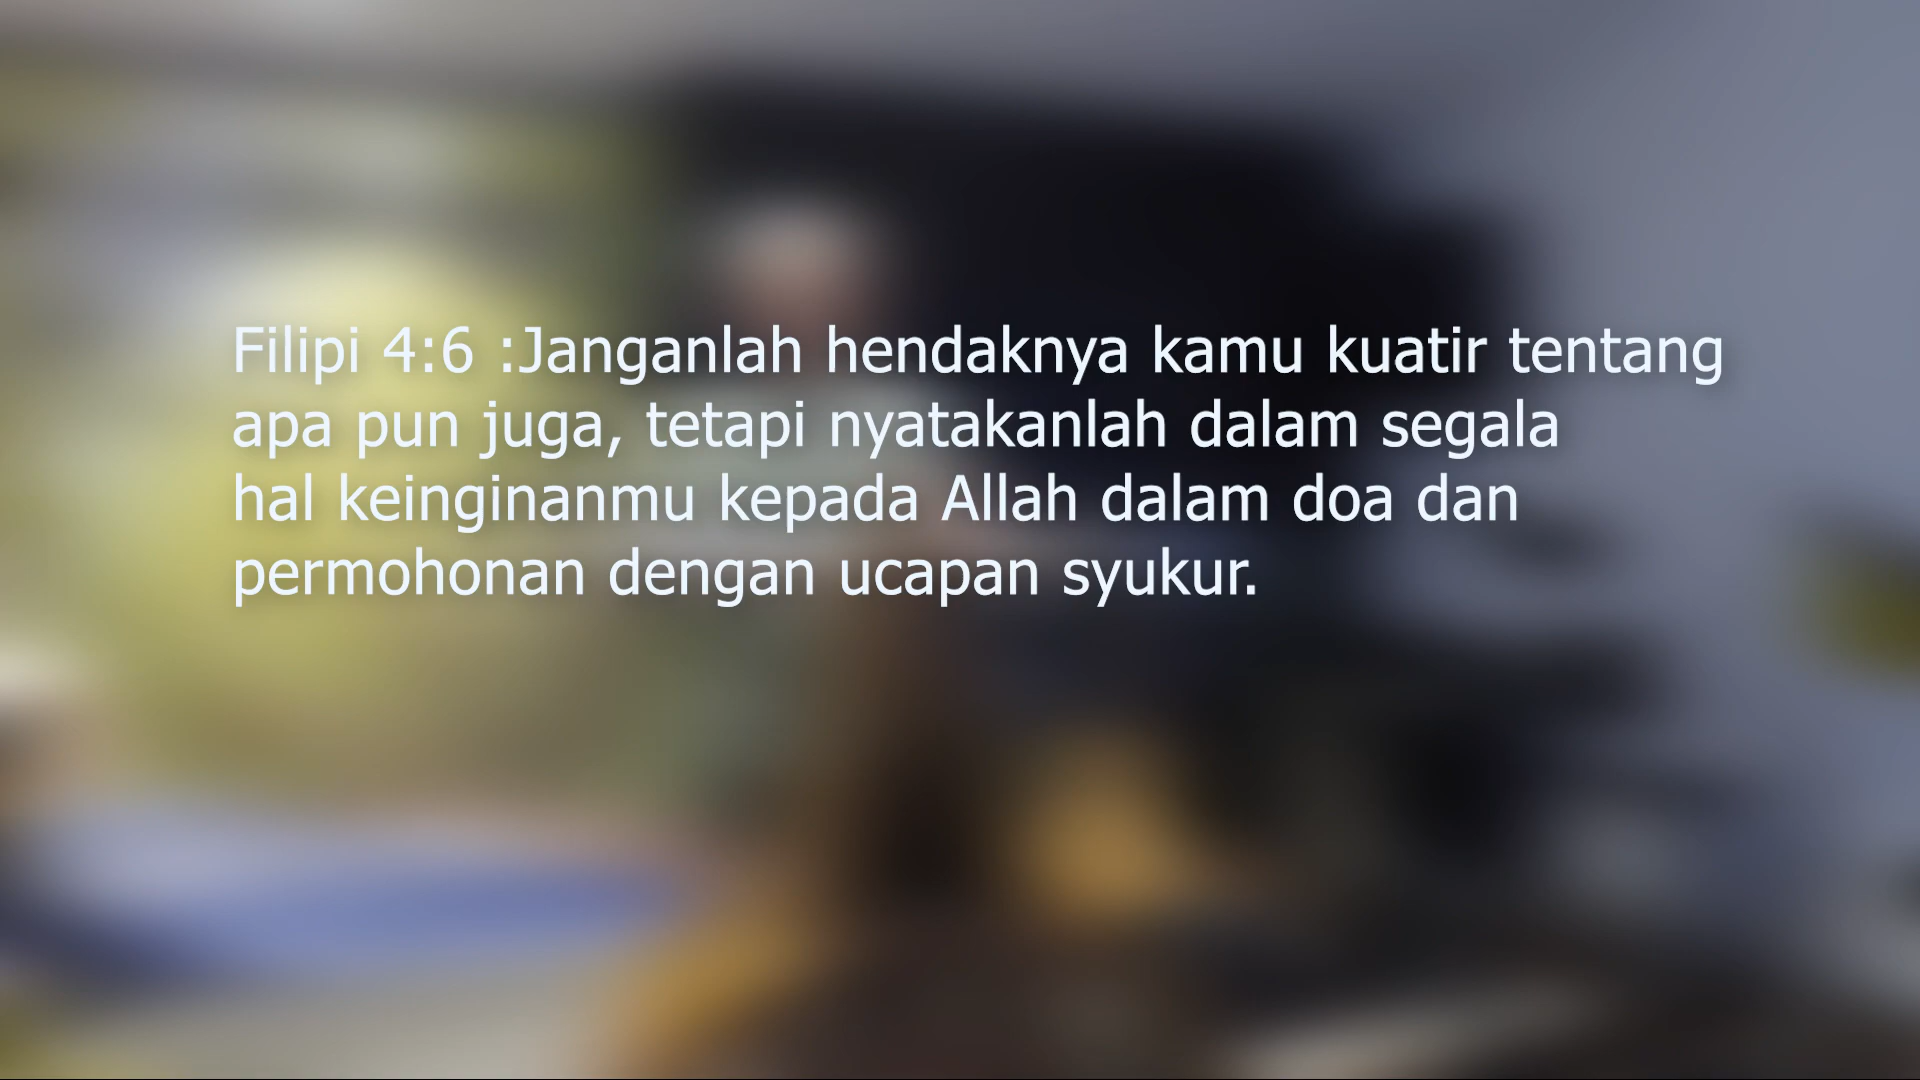 Filipi 4:6 :Janganlah hendaknya kamu kuatir tentang
apa pun juga, tetapi nyatakanlah dalam segala
hal keinginanmu kepada Allah dalam doa dan
permohonan dengan ucapan syukur.